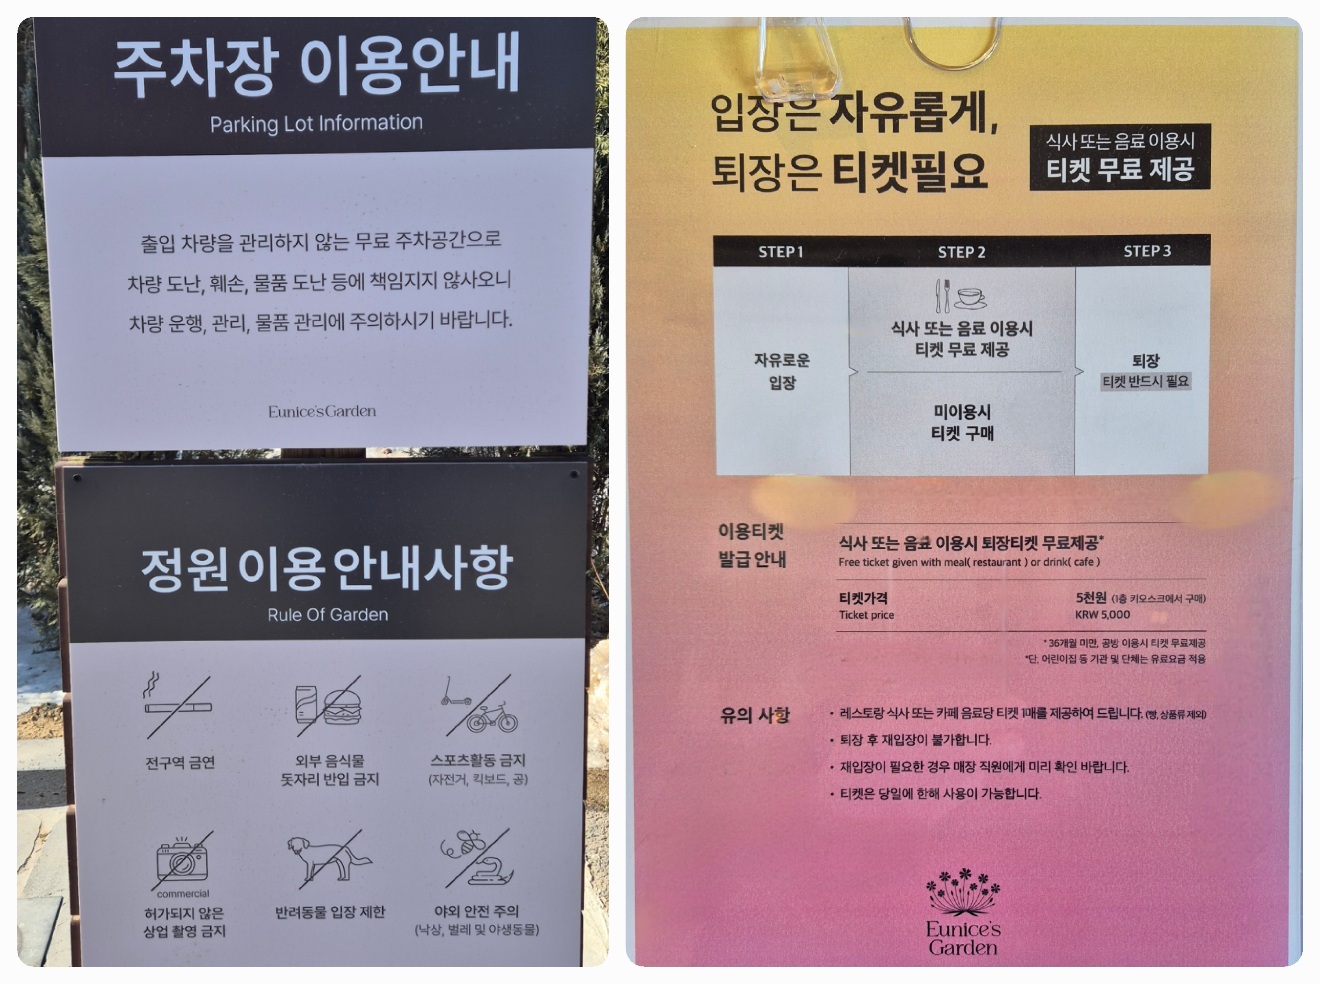 주차장 이용안내
Parking Lot Information
출입 차량을 관리하지 않는 무료 주차공간으로
차량 도난, 훼손, 물품 도난 등에 책임지지 않사오니
차량 운행, 관리, 물품 관리에 주의하시기 바랍니다.
Eunice's Garden
정원 이용 안내사항
Rule Of Garden
전구역 금연
외부 음식물
돗자리 반입 금지
스포츠활동 금지
(자전거, 킥보드, 공)
commercial
허가되지 않은
상업 촬영 금지
반려동물 입장 제한
야외 안전 주의
(낙상, 벌레 및 야생동물)
입장은 자유롭게,
퇴장은 티켓필요
식사 또는 음료 이용시
티켓 무료 제공
STEP 1
STEP 2
STEP 3
자유로운
입장
식사 또는 음료 이용시
티켓 무료 제공
미이용시
티켓 구매
퇴장
티켓 반드시 필요
이용티켓
발급 안내
식사 또는 음료 이용시 퇴장티켓 무료제공*
Free ticket given with meal( restaurant ) or drink( cafe )
티켓가격 5천원 (1층 키오스크에서 구매)
Ticket price KRW 5,000
* 36개월 미만, 공방 이용시 티켓 무료제공
*단, 어린이집 등 기관 및 단체는 유료요금 적용
유의 사항
• 레스토랑 식사 또는 카페 음료당 티켓 1매를 제공하여 드립니다. (빵, 상품류 제외)
• 퇴장 후 재입장이 불가합니다.
• 재입장이 필요한 경우 매장 직원에게 미리 확인 바랍니다.
• 티켓은 당일에 한해 사용이 가능합니다.
Eunice's
Garden